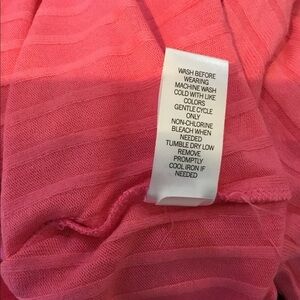 WASH BEFORE
WEARING
MACHINE WASH
COLD WITH LIKE
COLORS
GENTLE CYCLE
ONLY
NON-CHLORINE
BLEACH WHEN
NEEDED
TUMBLE DRY LOW
REMOVE,
PROMPTLY
COOL IRON IF
NEEDED